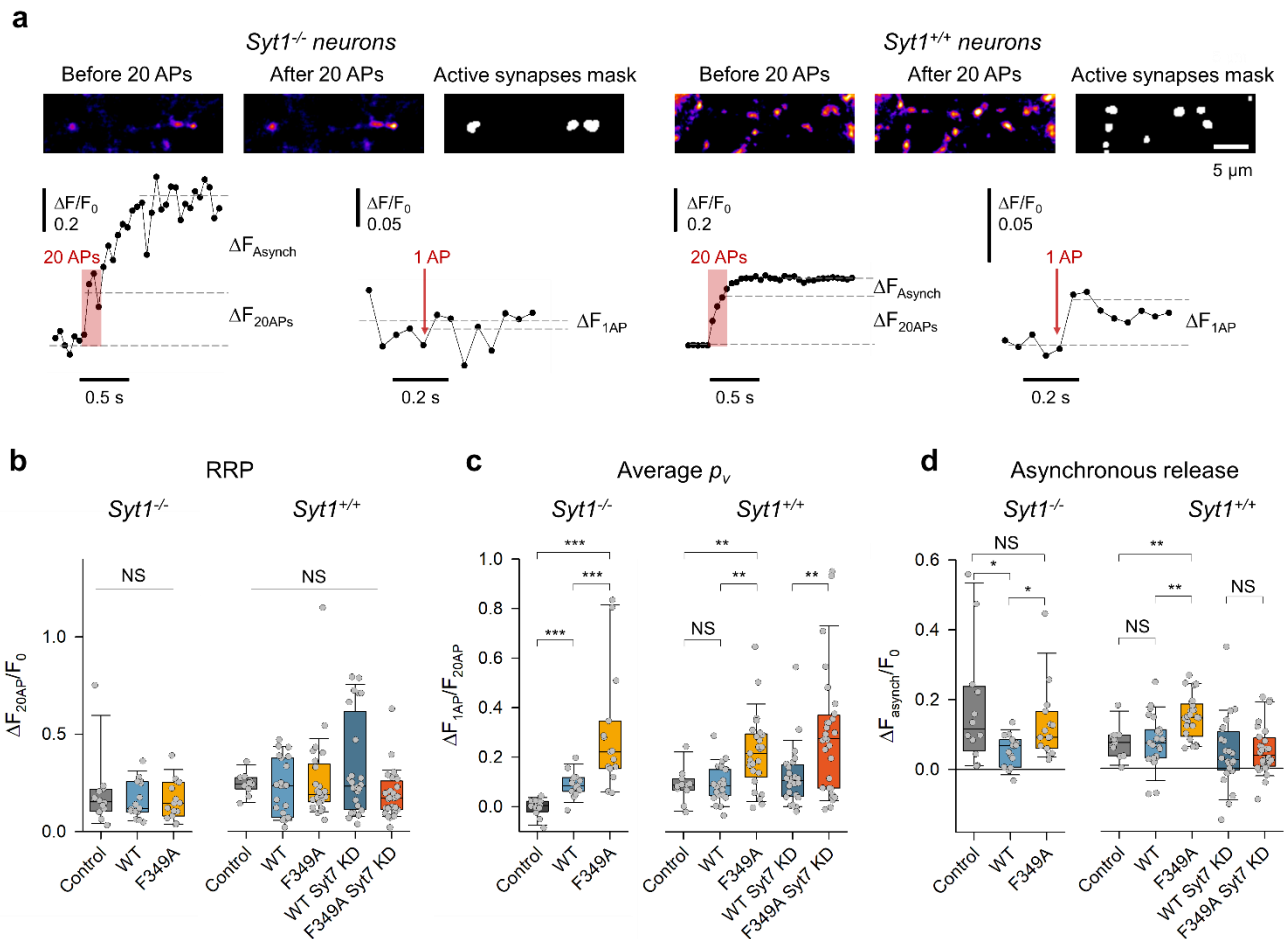 a
Syt1-/- neurons
Syt1+/+ neurons
Before 20 APs
After 20 APs
Active synapses mask
Before 20 APs
After 20 APs
Active synapses mask
5 µm
ΔF/F0
0.2
20 APs
ΔFAsynch
ΔF20APs
0.5 s
ΔF/F0
0.05
1 AP
ΔF1AP
0.2 s
ΔF/F0
0.2
20 APs
ΔFAsynch
ΔF20APs
0.5 s
ΔF/F0
0.05
1 AP
ΔF1AP
0.2 s
b
RRP
Syt1-/-
Syt1+/+
NS
NS
ΔF20AP/F0
1.0
0.5
0.0
Control
WT
F349A
Control
WT
F349A
WT Syt7 KD
F349A Syt7 KD
c
Average pv
Syt1-/-
Syt1+/+
***
***
***
**
**
**
NS
ΔF1AP/F20AP
1.0
0.8
0.6
0.4
0.2
0.0
Control
WT
F349A
Control
WT
F349A
WT Syt7 KD
F349A Syt7 KD
d
Asynchronous release
Syt1-/-
Syt1+/+
NS
*
*
**
**
NS
NS
ΔFasynch/F0
0.6
0.4
0.2
0.0
Control
WT
F349A
Control
WT
F349A
WT Syt7 KD
F349A Syt7 KD